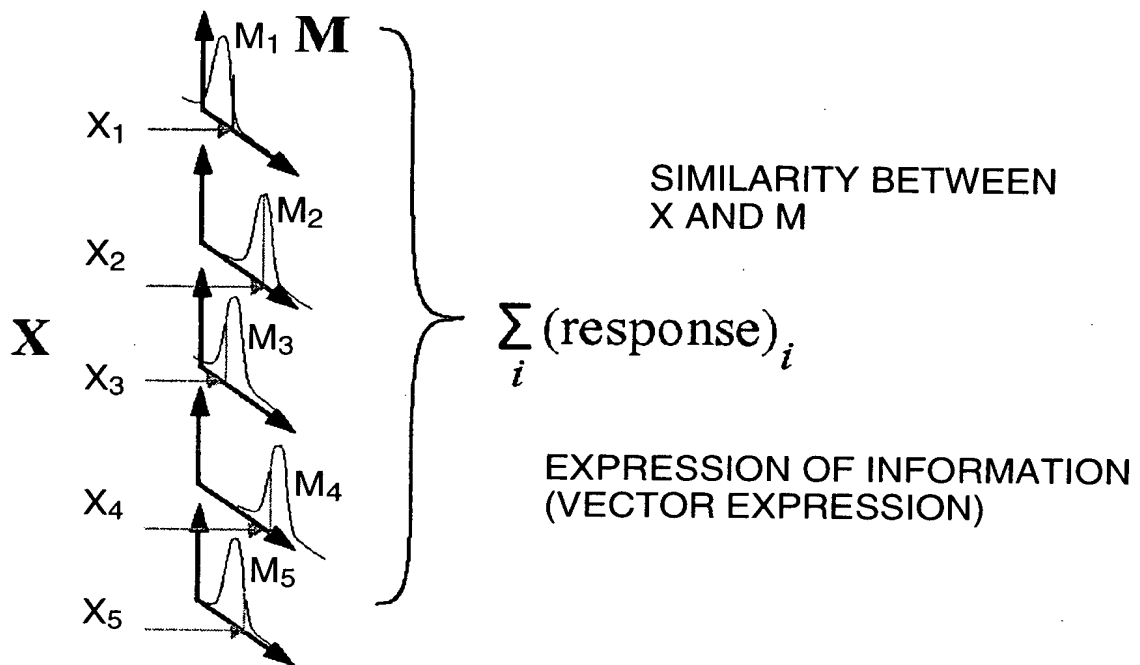 M₁ M
X₁
M₂
X₂
X
M₃
X₃
M₄
X₄
M₅
X₅
SIMILARITY BETWEEN
X AND M
∑ᵢ (response)ᵢ
EXPRESSION OF INFORMATION
(VECTOR EXPRESSION)